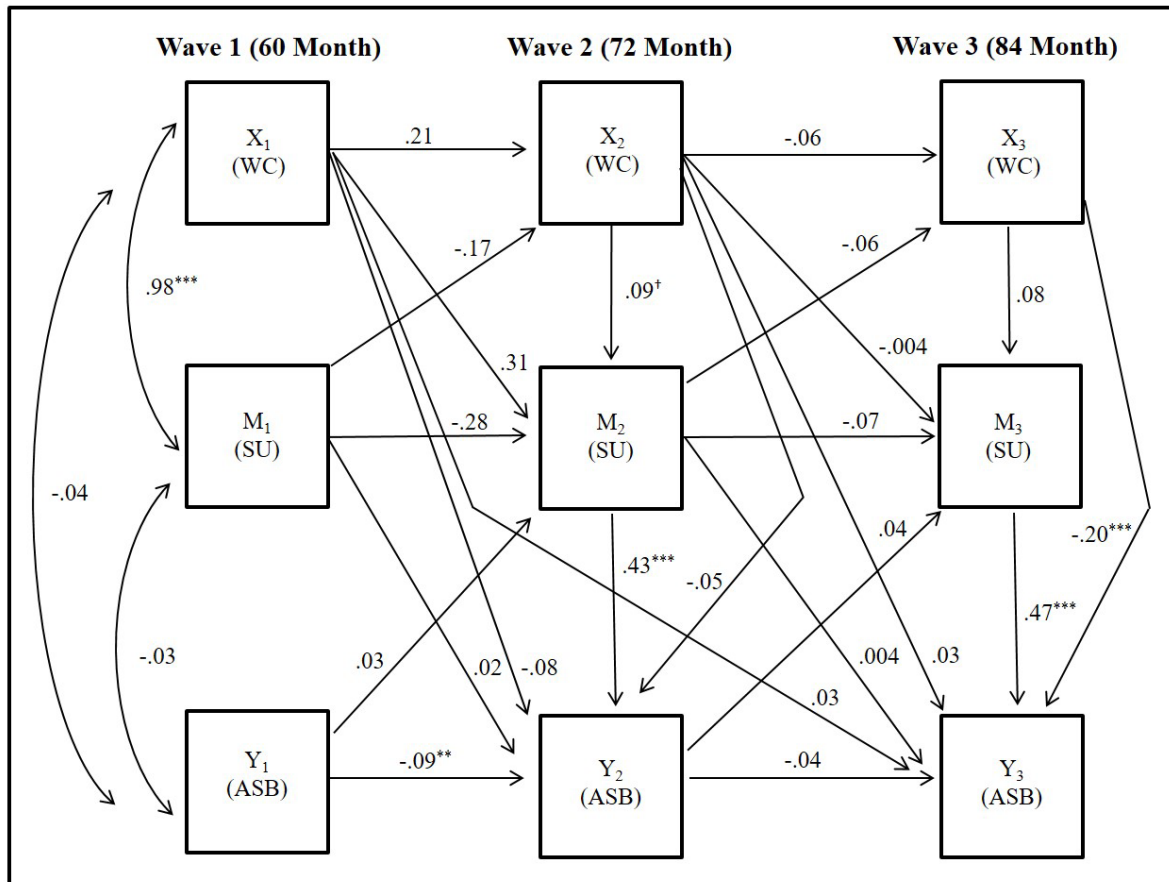 Wave 1 (60 Month) Wave 2 (72 Month) Wave 3 (84 Month)
X₁
(WC)
.21
X₂
(WC)
-.06
X₃
(WC)
-.17
-.06
.98***
.09†
.08
.31
-.004
M₁
(SU)
-.28
M₂
(SU)
-.07
M₃
(SU)
-.04
.04
-.20***
.43***
-.05
.47***
-.03
.03
.02
-.08
.004
.03
.03
Y₁
(ASB)
-.09**
Y₂
(ASB)
-.04
Y₃
(ASB)